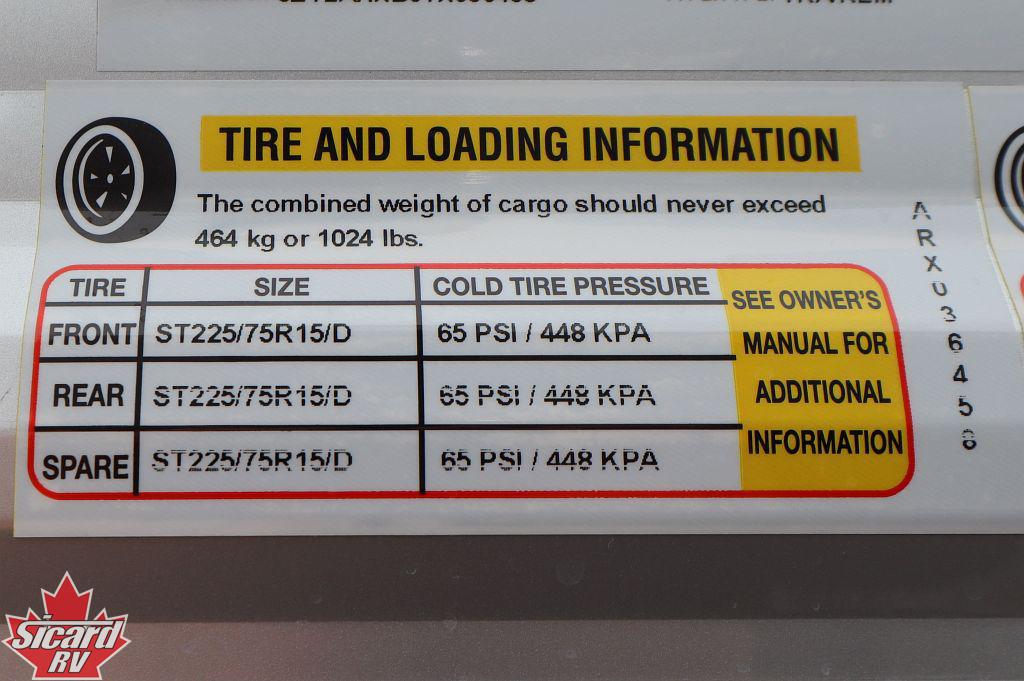 TIRE AND LOADING INFORMATION
The combined weight of cargo should never exceed
464 kg or 1024 lbs.
TIRE SIZE COLD TIRE PRESSURE SEE OWNER'S
FRONT ST225/75R15/D 65 PSI / 448 KPA MANUAL FOR
REAR ST225/75R15/D 65 PSI / 448 KPA ADDITIONAL
SPARE ST225/75R15/D 65 PSI / 448 KPA INFORMATION
ARX036458
Sicard
RV